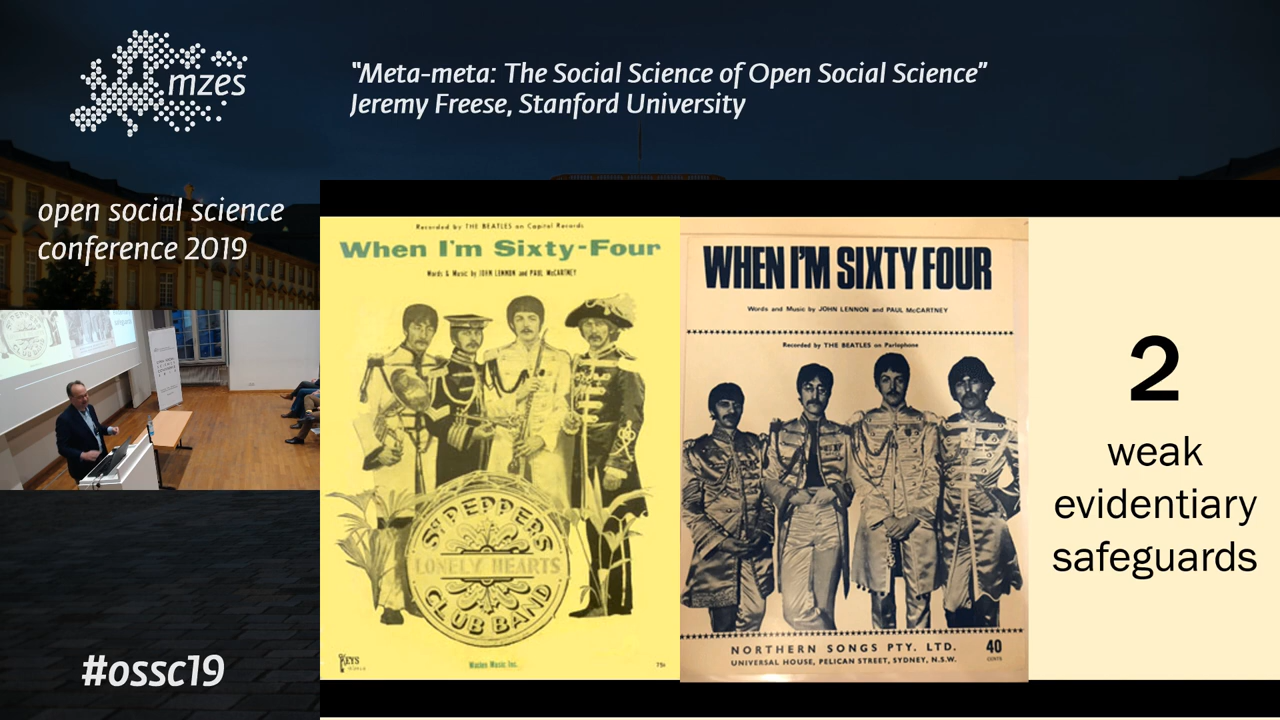 mzes
"Meta-meta: The Social Science of Open Social Science"
Jeremy Freese, Stanford University
open social science
conference 2019
#ossc19
Recorded by THE BEATLES on Capitol Records
When I'm Sixty-Four
Words & Music by JOHN LENNON and PAUL McCARTNEY
SGT PEPPERS
LONELY HEARTS
CLUB BAND
KEYS
Maclen Music Inc.
75c
WHEN I'M SIXTY FOUR
Words and Music by JOHN LENNON and PAUL McCARTNEY
Recorded by THE BEATLES on Parlophone
NORTHERN SONGS PTY. LTD.
UNIVERSAL HOUSE, PELICAN STREET, SYDNEY, N.S.W.
40
CENTS
2
weak
evidentiary
safeguards